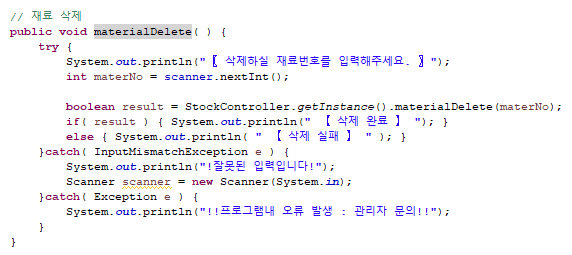 // 재료 삭제
public void materialDelete( ) {
try {
System.out.println("〖 삭제하실 재료번호를 입력해주세요. 〗");
int materNo = scanner.nextInt();
boolean result = StockController.getInstance().materialDelete(materNo);
if( result ) { System.out.println(" 【 삭제 완료 】 "); }
else { System.out.println( " 【 삭제 실패 】 " ); }
}catch( InputMismatchException e ) {
System.out.println("!잘못된 입력입니다!");
Scanner scanner = new Scanner(System.in);
}catch( Exception e ) {
System.out.println("!!프로그램내 오류 발생 : 관리자 문의!!");
}
}